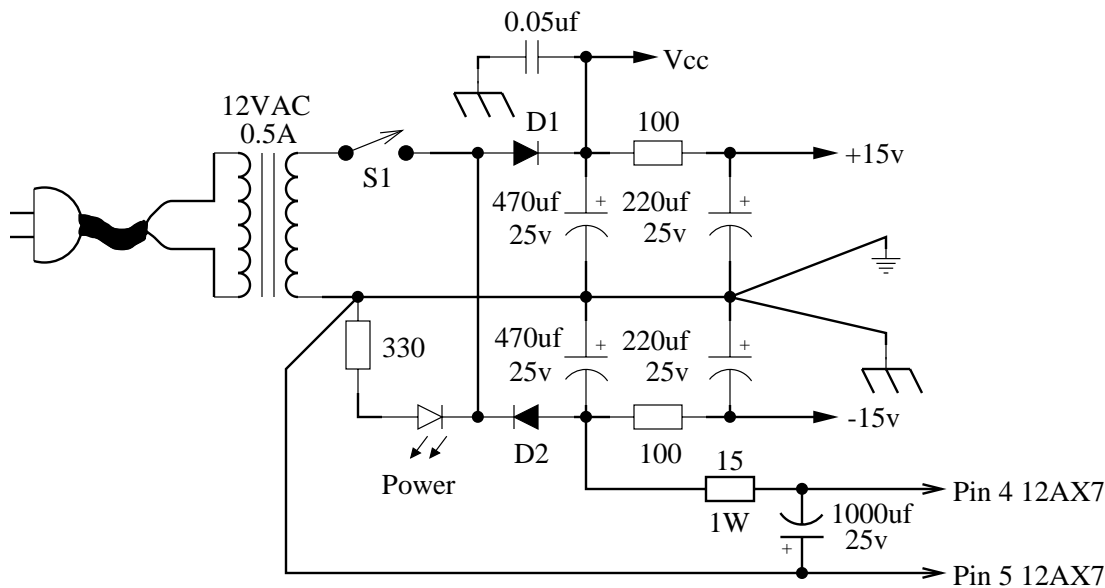 0.05uf
Vcc
12VAC
0.5A
D1
100
+15v
S1
470uf
25v
+
220uf
25v
+
330
470uf
25v
+
220uf
25v
+
-15v
D2
100
Power
15
1W
Pin 4 12AX7
1000uf
25v
+
Pin 5 12AX7